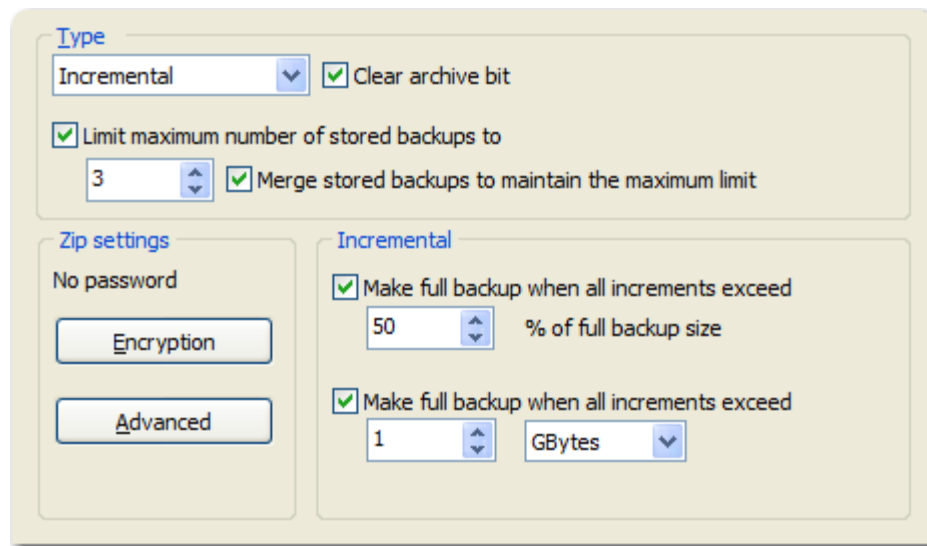 Type
Incremental Clear archive bit
Limit maximum number of stored backups to
3 Merge stored backups to maintain the maximum limit
Zip settings
No password
Encryption
Advanced
Incremental
Make full backup when all increments exceed
50 % of full backup size
Make full backup when all increments exceed
1 GBytes